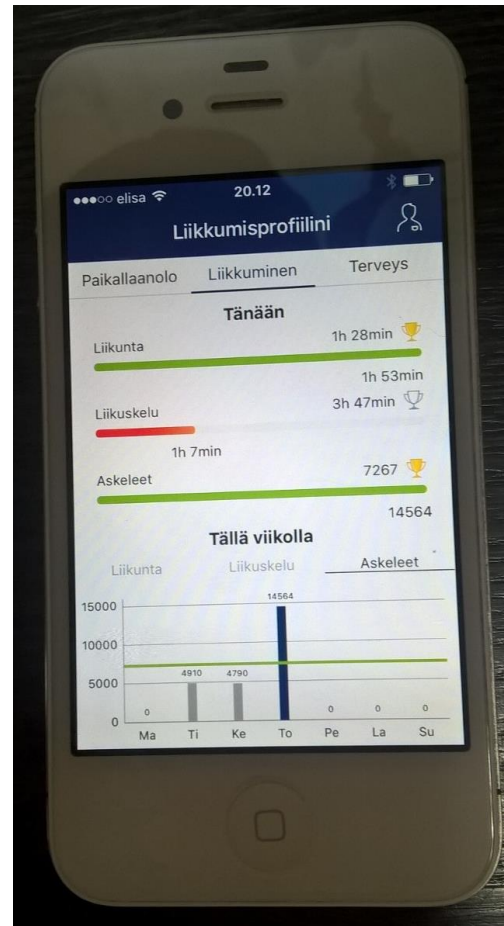 elisa 20.12
Liikkumisprofiilini
Paikallaanolo Liikkuminen Terveys
Tänään
Liikunta 1h 28min
1h 53min
Liikuskelu 3h 47min
1h 7min
Askeleet 7267
14564
Tällä viikolla
Liikunta Liikuskelu Askeleet
14564
15000
10000
4910 4790
5000
0 0 0 0
0
Ma Ti Ke To Pe La Su